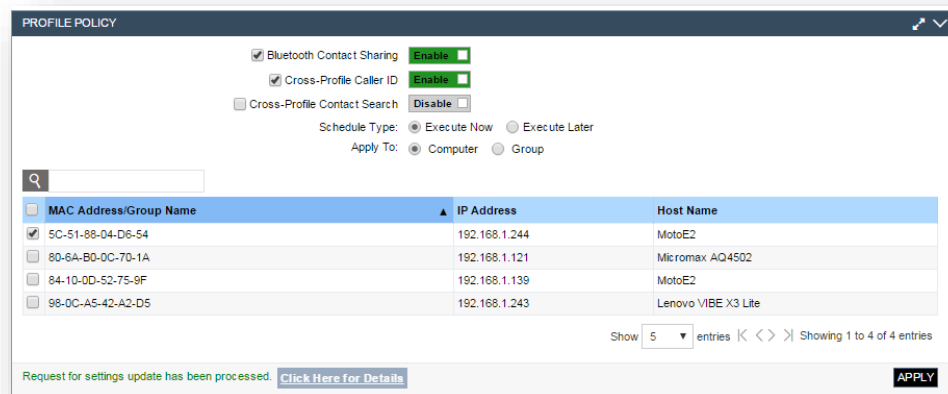 PROFILE POLICY
Bluetooth Contact Sharing Enable
Cross-Profile Caller ID Enable
Cross-Profile Contact Search Disable
Schedule Type: Execute Now Execute Later
Apply To: Computer Group
MAC Address/Group Name IP Address Host Name
5C-51-88-04-D6-54 192.168.1.244 MotoE2
80-6A-B0-0C-70-1A 192.168.1.121 Micromax AQ4502
84-10-0D-52-75-9F 192.168.1.139 MotoE2
98-0C-A5-42-A2-D5 192.168.1.243 Lenovo VIBE X3 Lite
Show 5 entries Showing 1 to 4 of 4 entries
Request for settings update has been processed. Click Here for Details APPLY